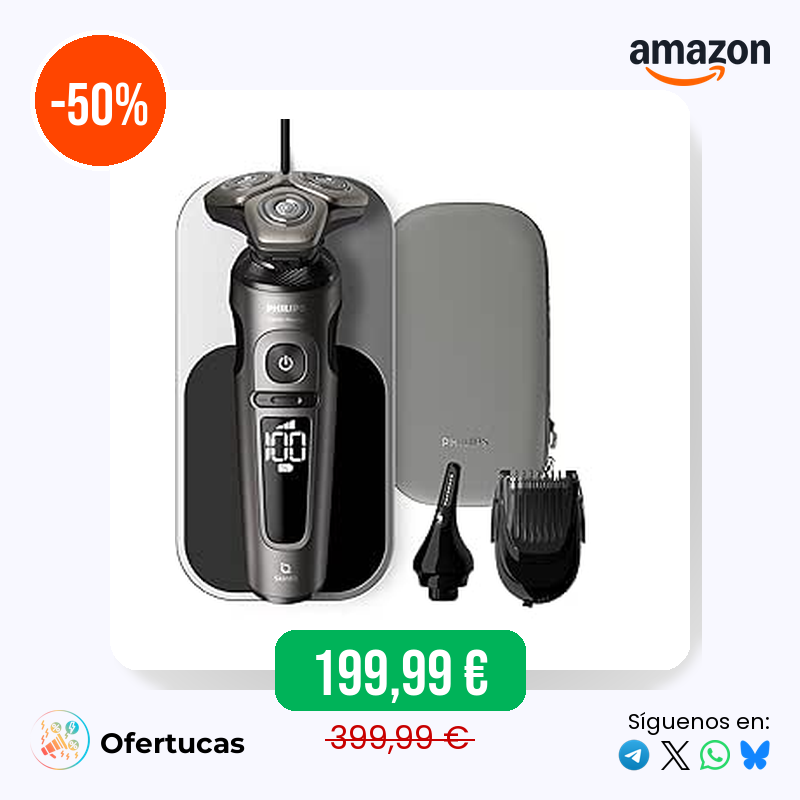 -50%
amazon
PHILIPS
100
PHILIPS
199,99 €
399,99 €
Ofertucas
Síguenos en: